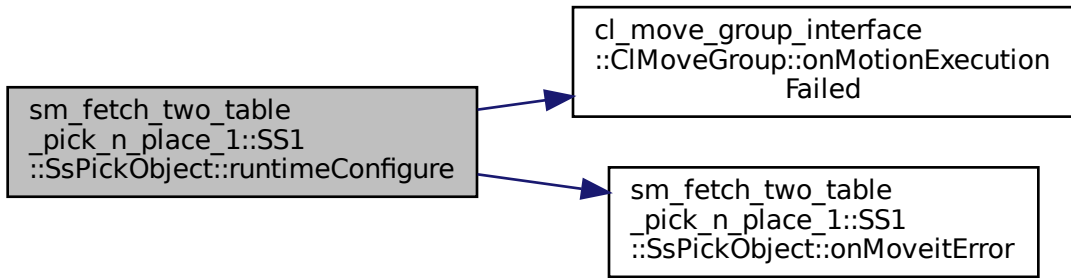 sm_fetch_two_table
_pick_n_place_1::SS1
::SsPickObject::runtimeConfigure
cl_move_group_interface
::ClMoveGroup::onMotionExecution
Failed
sm_fetch_two_table
_pick_n_place_1::SS1
::SsPickObject::onMoveitError